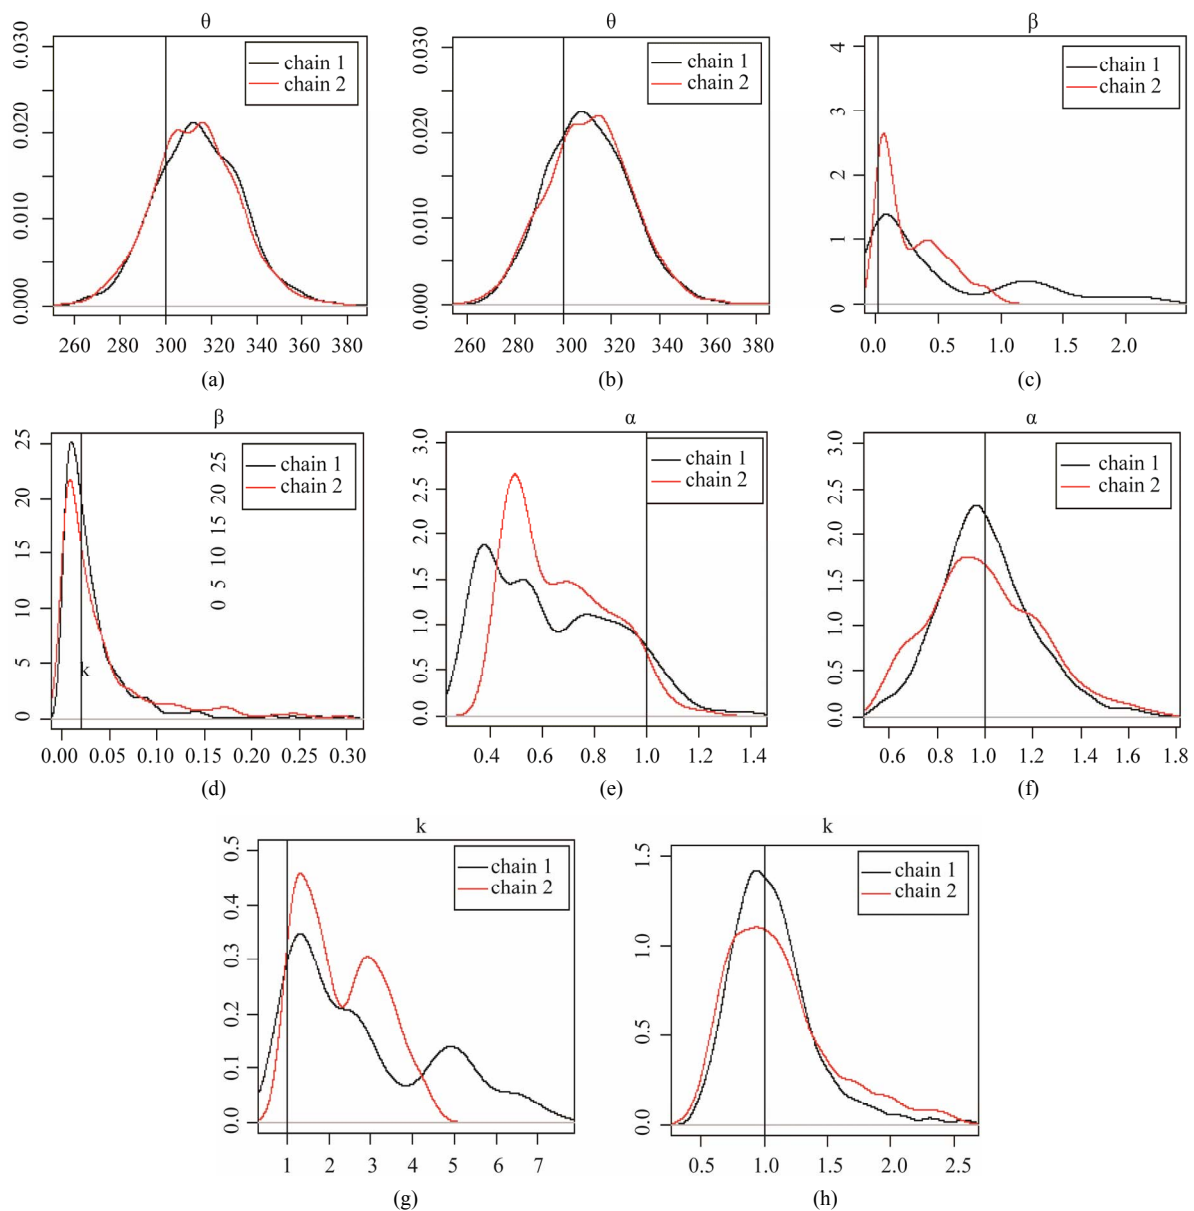 θ
0.000 0.010 0.020 0.030
chain 1
chain 2
260 280 300 320 340 360 380
(a)
θ
0.000 0.010 0.020 0.030
chain 1
chain 2
260 280 300 320 340 360 380
(b)
β
0 1 2 3 4
chain 1
chain 2
0.0 0.5 1.0 1.5 2.0
(c)
β
0 5 10 15 20 25
chain 1
chain 2
0 5 10 15 20 25
k
0.00 0.05 0.10 0.15 0.20 0.25 0.30
(d)
α
0.0 0.5 1.0 1.5 2.0 2.5 3.0
chain 1
chain 2
0.4 0.6 0.8 1.0 1.2 1.4
(e)
α
0.0 0.5 1.0 1.5 2.0 2.5 3.0
chain 1
chain 2
0.6 0.8 1.0 1.2 1.4 1.6 1.8
(f)
k
0.0 0.1 0.2 0.3 0.4 0.5
chain 1
chain 2
1 2 3 4 5 6 7
(g)
k
0.0 0.5 1.0 1.5
chain 1
chain 2
0.5 1.0 1.5 2.0 2.5
(h)